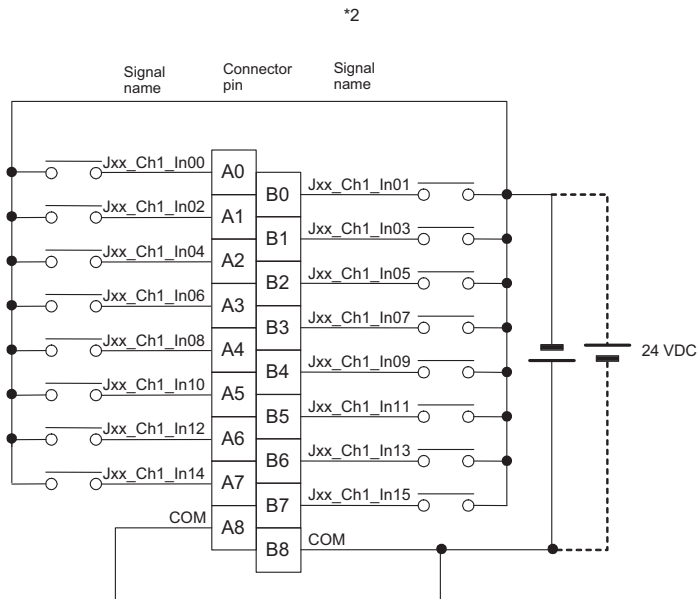 *2
Signal name
Connector pin
Signal name
Jxx_Ch1_In00
A0
Jxx_Ch1_In01
B0
Jxx_Ch1_In02
A1
Jxx_Ch1_In03
B1
Jxx_Ch1_In04
A2
Jxx_Ch1_In05
B2
Jxx_Ch1_In06
A3
Jxx_Ch1_In07
B3
Jxx_Ch1_In08
A4
24 VDC
Jxx_Ch1_In09
B4
Jxx_Ch1_In10
A5
Jxx_Ch1_In11
B5
Jxx_Ch1_In12
A6
Jxx_Ch1_In13
B6
Jxx_Ch1_In14
A7
Jxx_Ch1_In15
B7
COM
A8
COM
B8